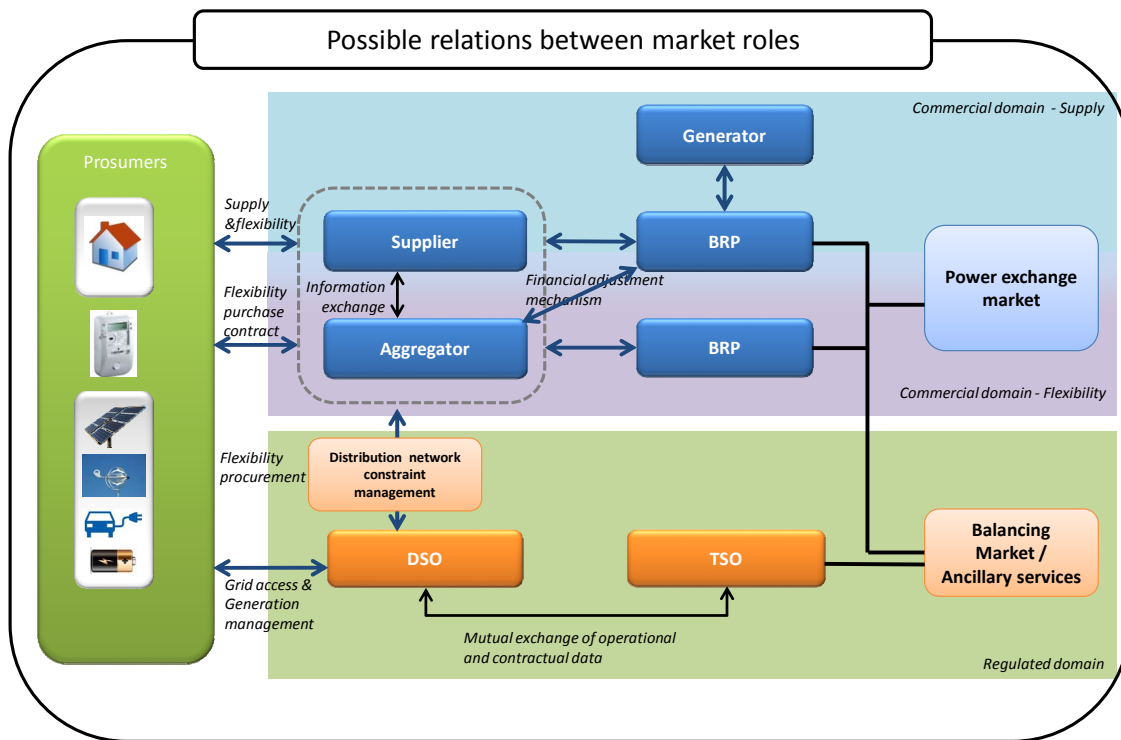 Possible relations between market roles
Commercial domain - Supply
Generator
Prosumers
Supply
&flexibility
Supplier
BRP
Power exchange
market
Information
exchange
Financial adjustment
mechanism
Flexibility
purchase
contract
Aggregator
BRP
Commercial domain - Flexibility
Flexibility
procurement
Distribution network
constraint
management
DSO
TSO
Balancing
Market /
Ancillary services
Grid access &
Generation
management
Mutual exchange of operational
and contractual data
Regulated domain